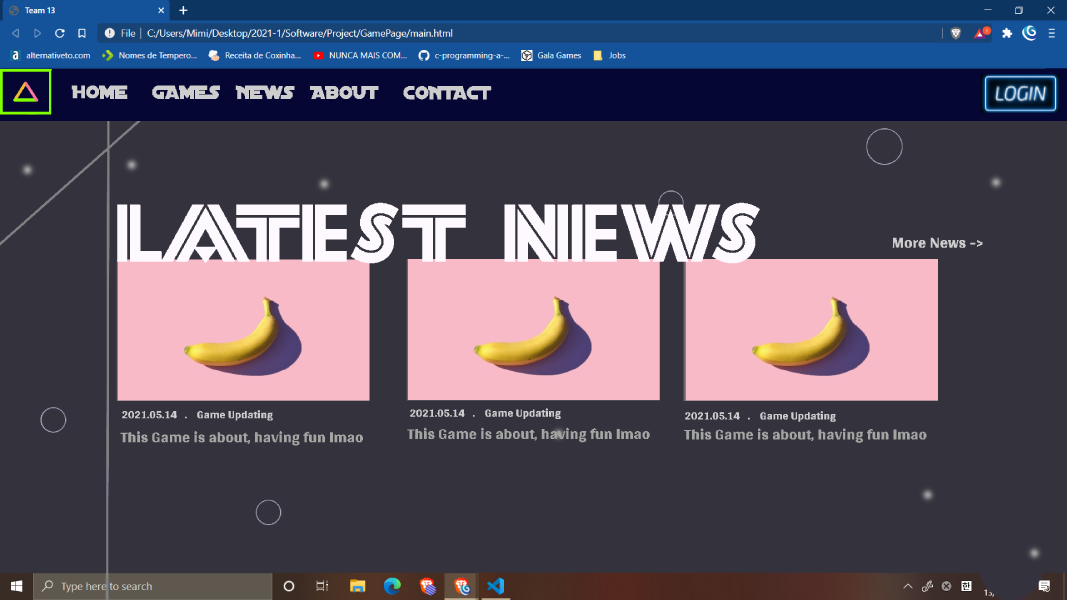 Team 13
File C:/Users/Mimi/Desktop/2021-1/Software/Project/GamePage/main.html
alternativeto.com Nomes de Tempero... Receita de Coxinha... NUNCA MAIS COM... c-programming-a-... Gala Games Jobs
HOME GAMES NEWS ABOUT CONTACT LOGIN
LATEST NEWS
More News ->
2021.05.14 . Game Updating
This Game is about, having fun lmao
2021.05.14 . Game Updating
This Game is about, having fun lmao
2021.05.14 . Game Updating
This Game is about, having fun lmao
Type here to search